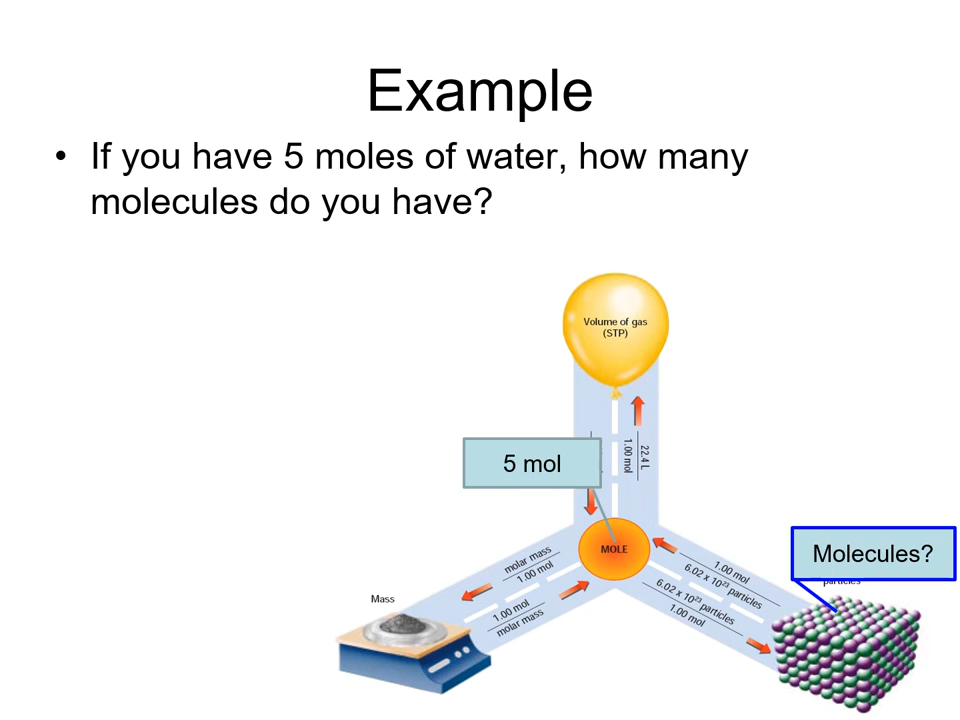 Example
• If you have 5 moles of water, how many
molecules do you have?
Volume of gas
(STP)
22.4 L
1.00 mol
5 mol
MOLE
Molecules?
particles
molar mass
1.00 mol
1.00 mol
molar mass
1.00 mol
6.02 x 10²³ particles
6.02 x 10²³ particles
1.00 mol
Mass